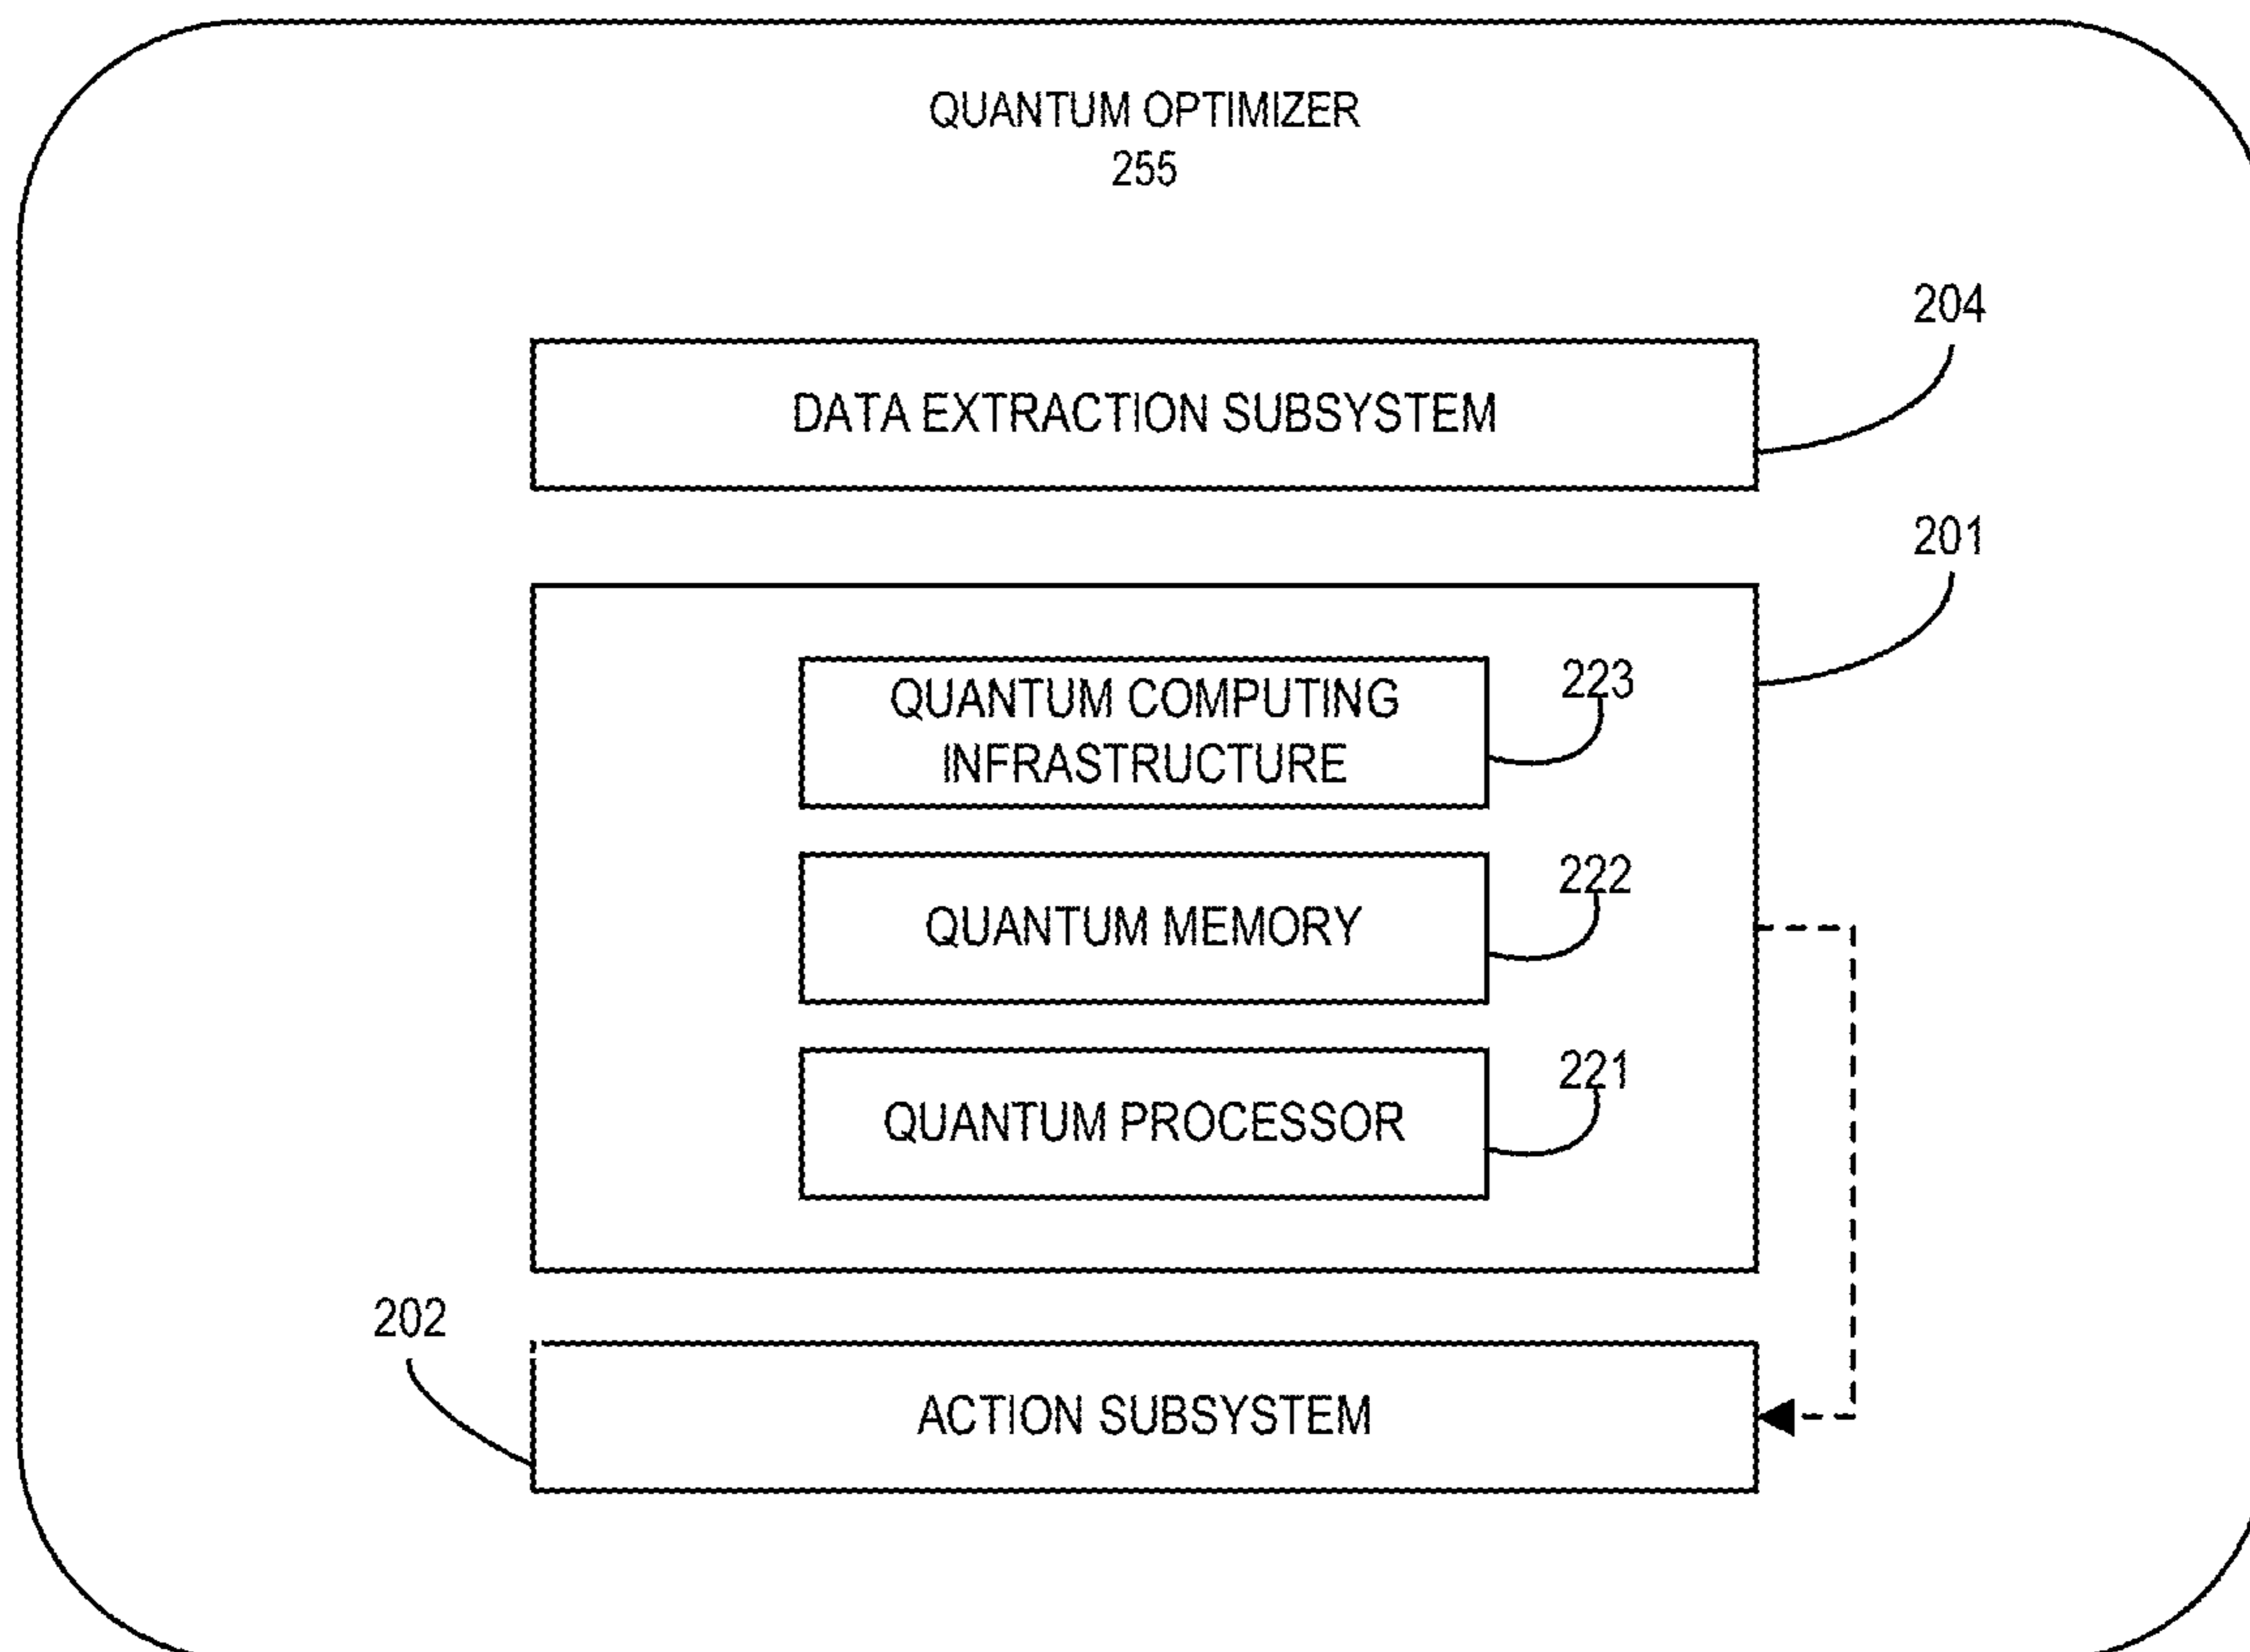 QUANTUM OPTIMIZER
255
204
DATA EXTRACTION SUBSYSTEM
201
QUANTUM COMPUTING
INFRASTRUCTURE
223
QUANTUM MEMORY
222
QUANTUM PROCESSOR
221
202
ACTION SUBSYSTEM